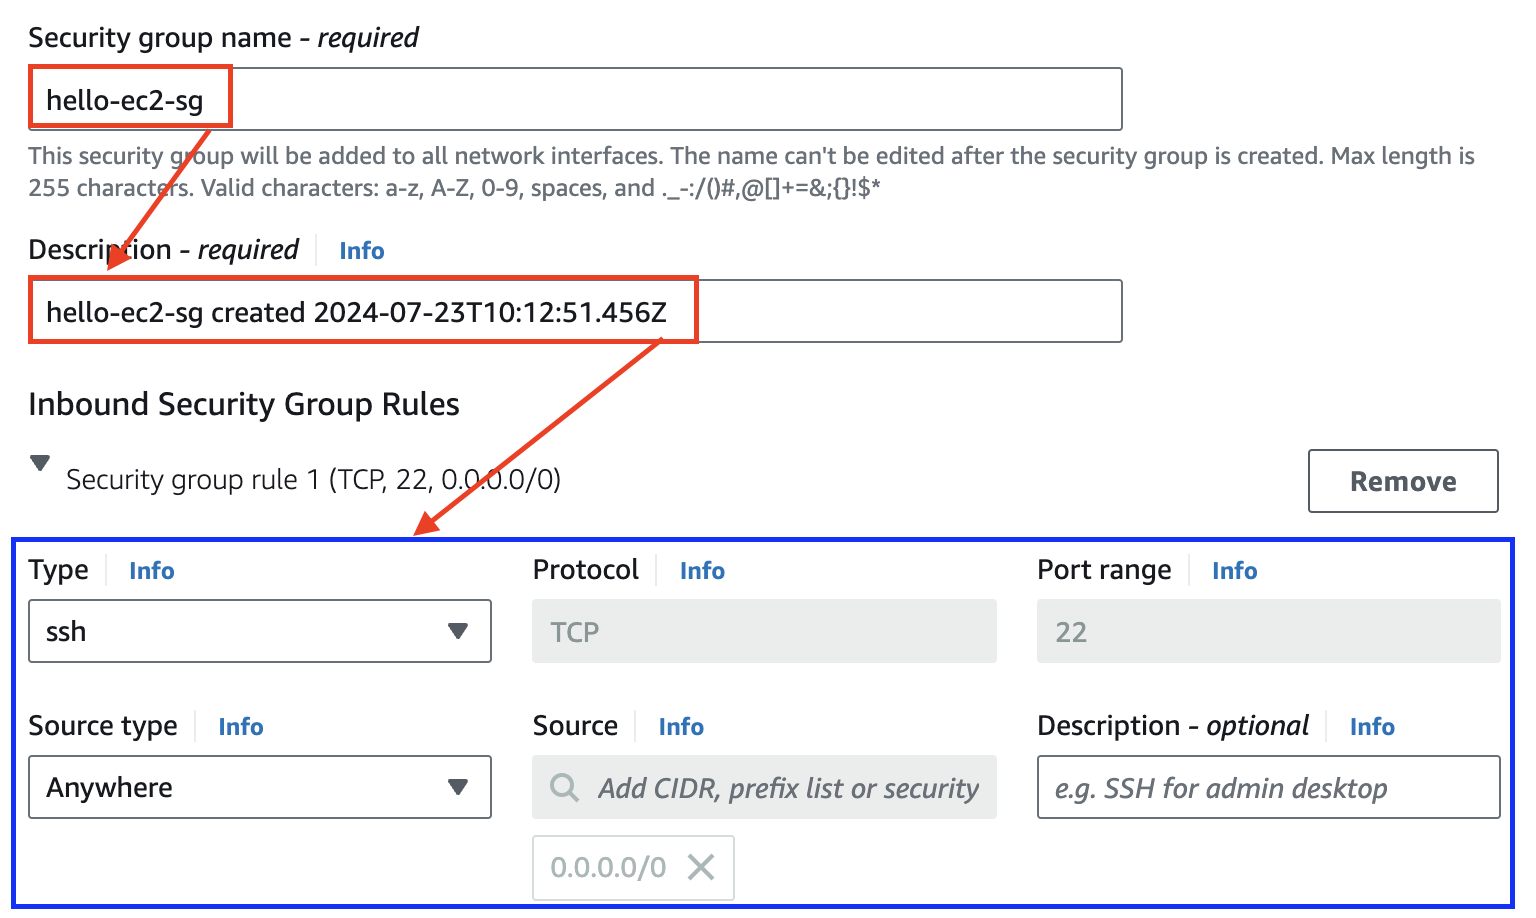 Security group name - required
hello-ec2-sg
This security group will be added to all network interfaces. The name can't be edited after the security group is created. Max length is
255 characters. Valid characters: a-z, A-Z, 0-9, spaces, and ._-:/()#,@[]+=&;{}!$*
Description - required Info
hello-ec2-sg created 2024-07-23T10:12:51.456Z
Inbound Security Group Rules
Security group rule 1 (TCP, 22, 0.0.0.0/0)
Remove
Type Info Protocol Info Port range Info
ssh TCP 22
Source type Info Source Info Description - optional Info
Anywhere Add CIDR, prefix list or security e.g. SSH for admin desktop
0.0.0.0/0